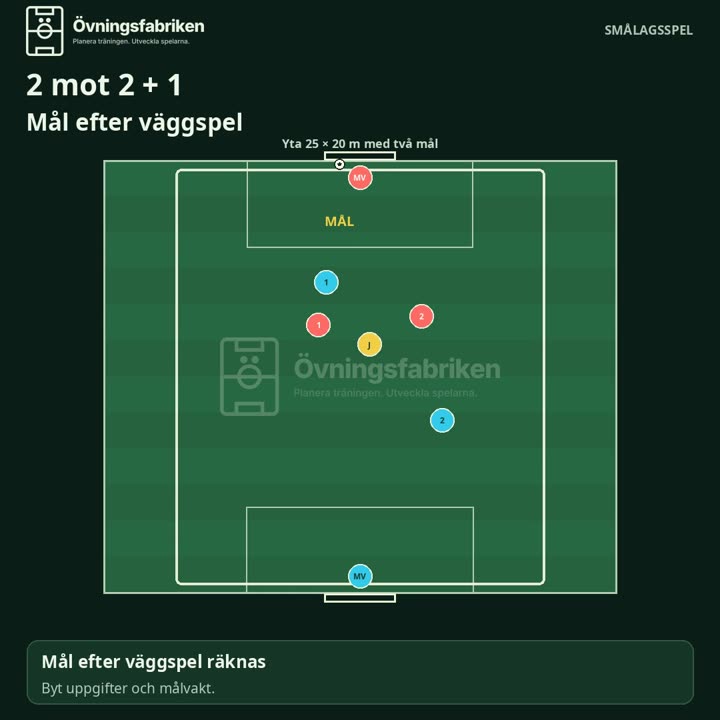 Övningsfabriken
Planera träningen. Utveckla spelarna.
SMÅLAGSSPEL
2 mot 2 + 1
Mål efter väggspel
Yta 25 × 20 m med två mål
MV
MÅL
1
1
2
J
Övningsfabriken
Planera träningen. Utveckla spelarna.
2
MV
Mål efter väggspel räknas
Byt uppgifter och målvakt.